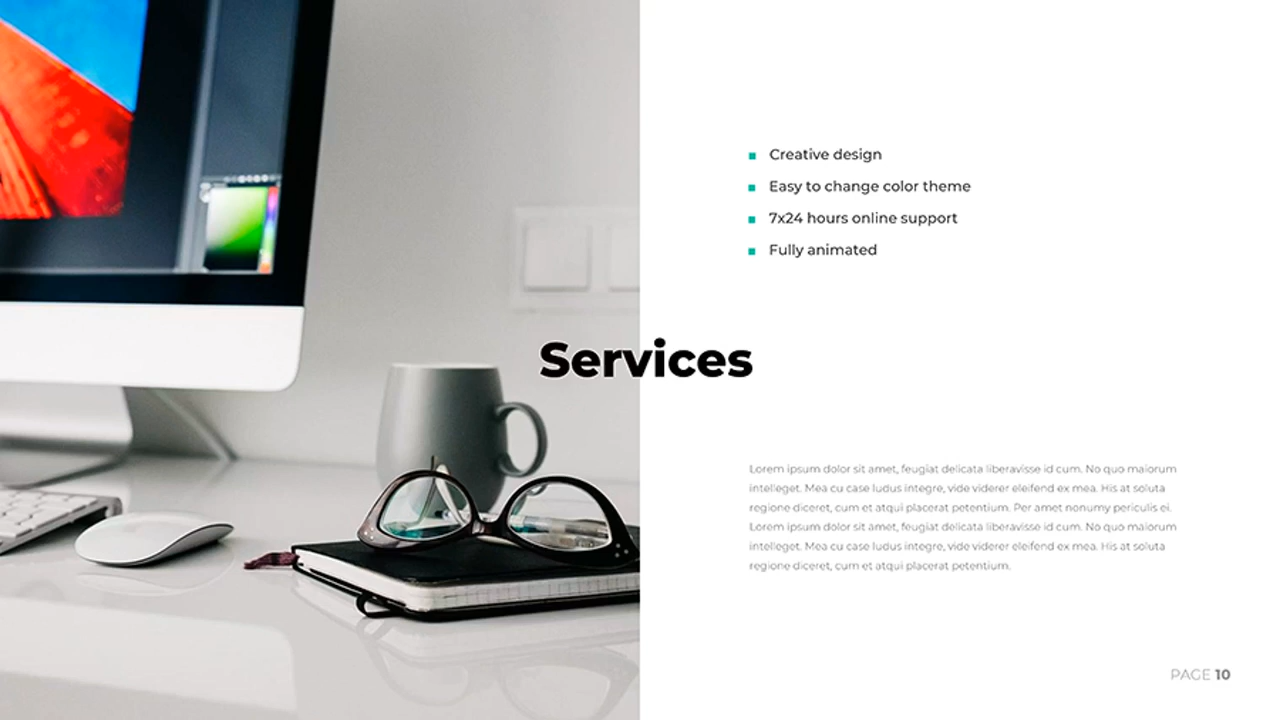 Creative design
Easy to change color theme
7x24 hours online support
Fully animated
Services
Lorem ipsum dolor sit amet, feugiat delicata liberavisse id cum. No quo maiorum
intelleget. Mea cu case ludus integre, vide viderer eleifend ex mea. His at soluta
regione diceret, cum et atqui placerat petentium. Per amet nonumy periculis ei.
Lorem ipsum dolor sit amet, feugiat delicata liberavisse id cum. No quo maiorum
intelleget. Mea cu case ludus integre, vide viderer eleifend ex mea. His at soluta
regione diceret, cum et atqui placerat petentium.
PAGE 10